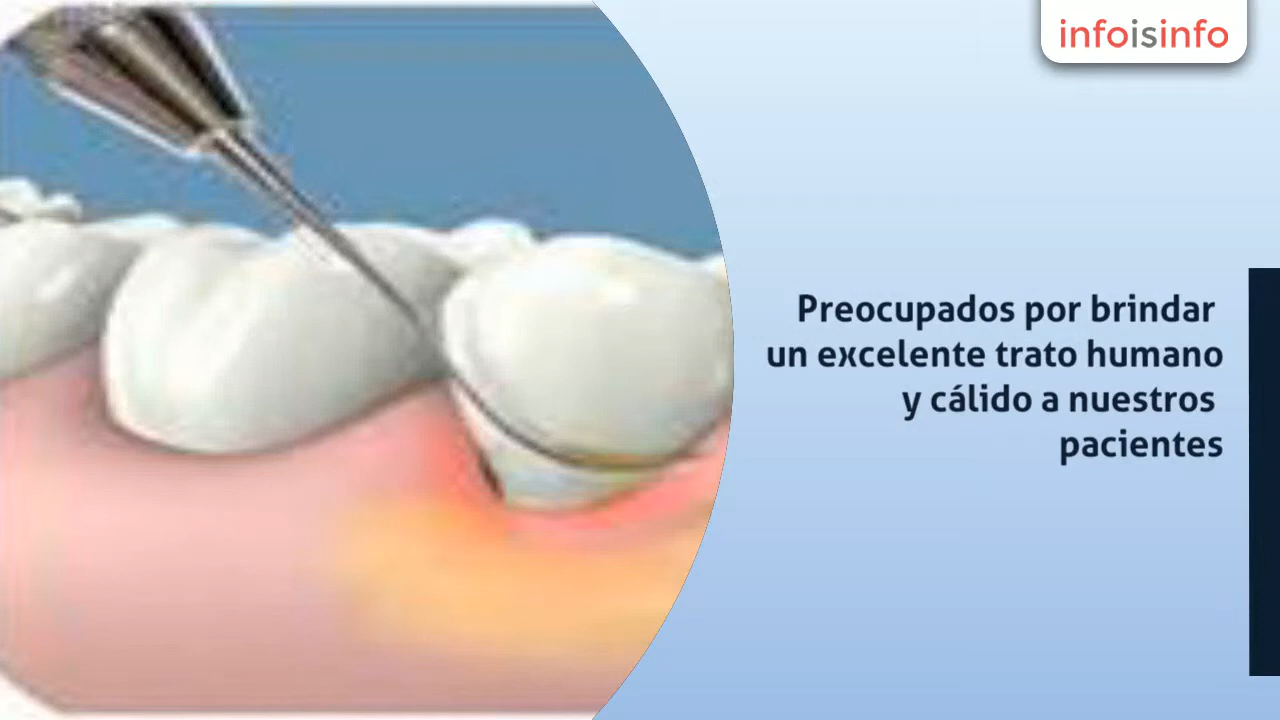 infoisinfo
Preocupados por brindar
un excelente trato humano
y cálido a nuestros
pacientes